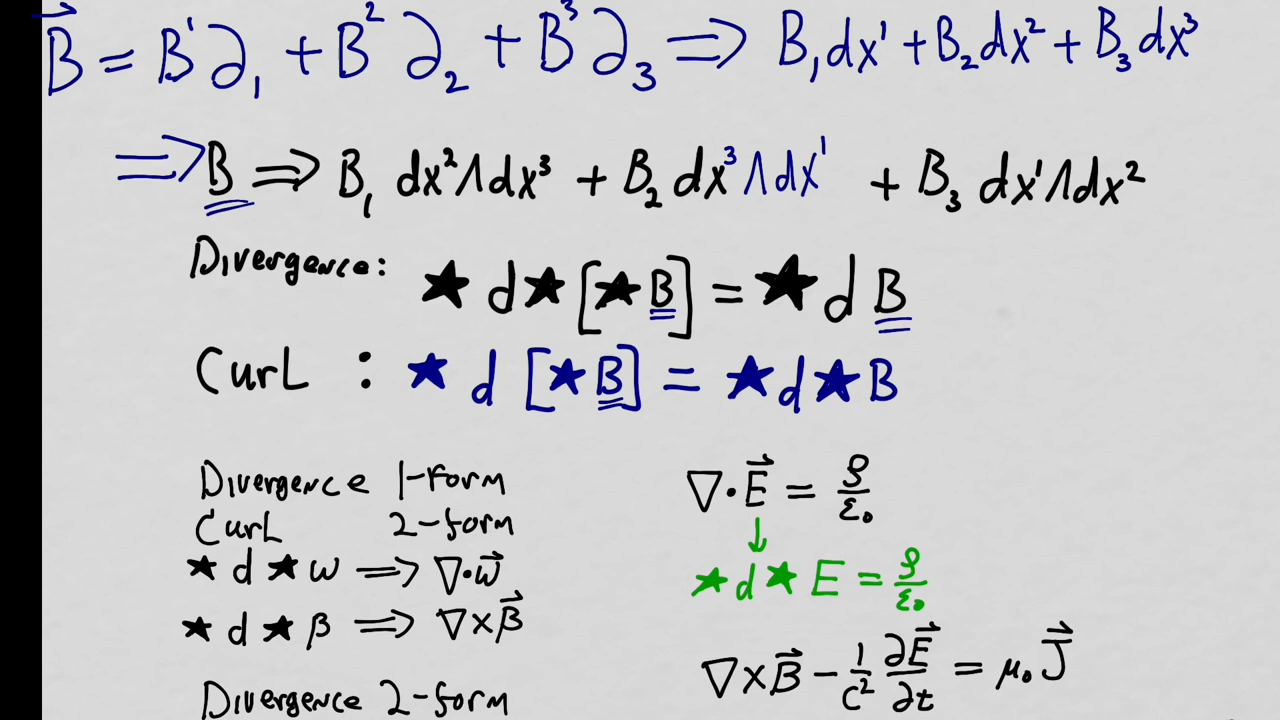 B⃗ = B¹∂₁ + B²∂₂ + B³∂₃ ⟹ B₁dx¹ + B₂dx² + B₃dx³
⟹ B ⟹ B₁ dx²∧dx³ + B₂ dx³∧dx¹ + B₃ dx¹∧dx²
Divergence: ★ d ★ [★ B] = ★ d B
Curl : ★ d [★ B] = ★ d ★ B
Divergence 1-form
Curl 2-form
★ d ★ ω ⟹ ∇·ω⃗
★ d ★ β ⟹ ∇×β⃗
Divergence 2-form
∇·E⃗ = ρ/ε₀
↓
★ d ★ E = ρ/ε₀
∇×B⃗ − 1/c² ∂E⃗/∂t = μ₀ J⃗